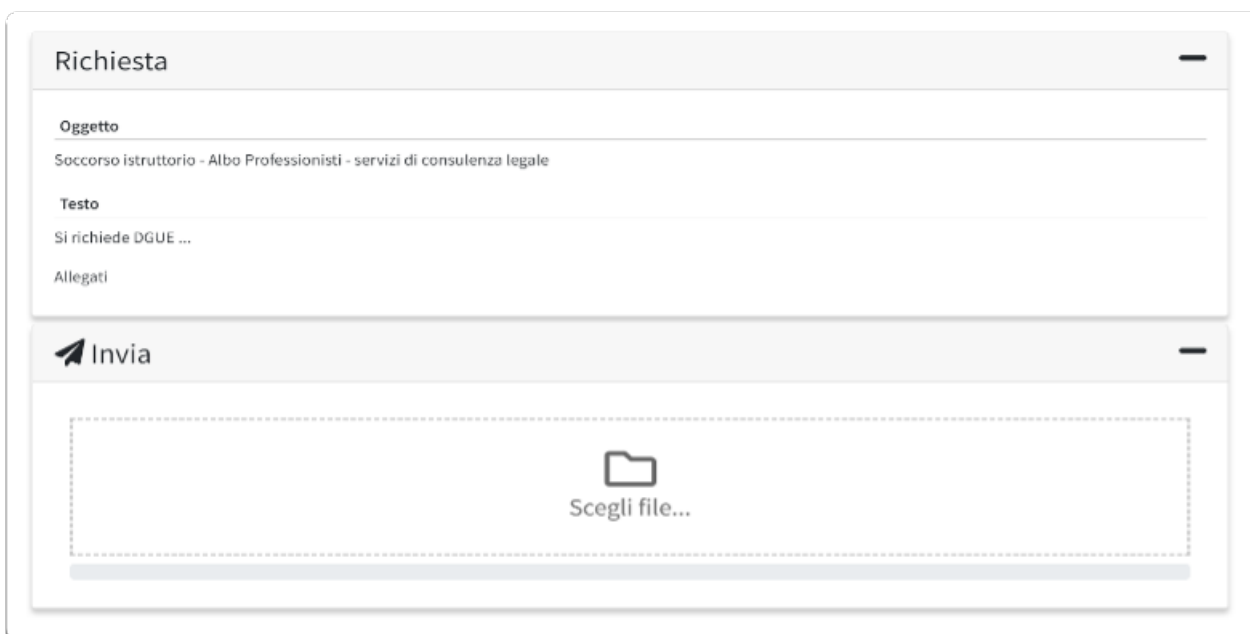 Richiesta
Oggetto
Soccorso istruttorio - Albo Professionisti - servizi di consulenza legale
Testo
Si richiede DGUE ...
Allegati
Invia
Scegli file...